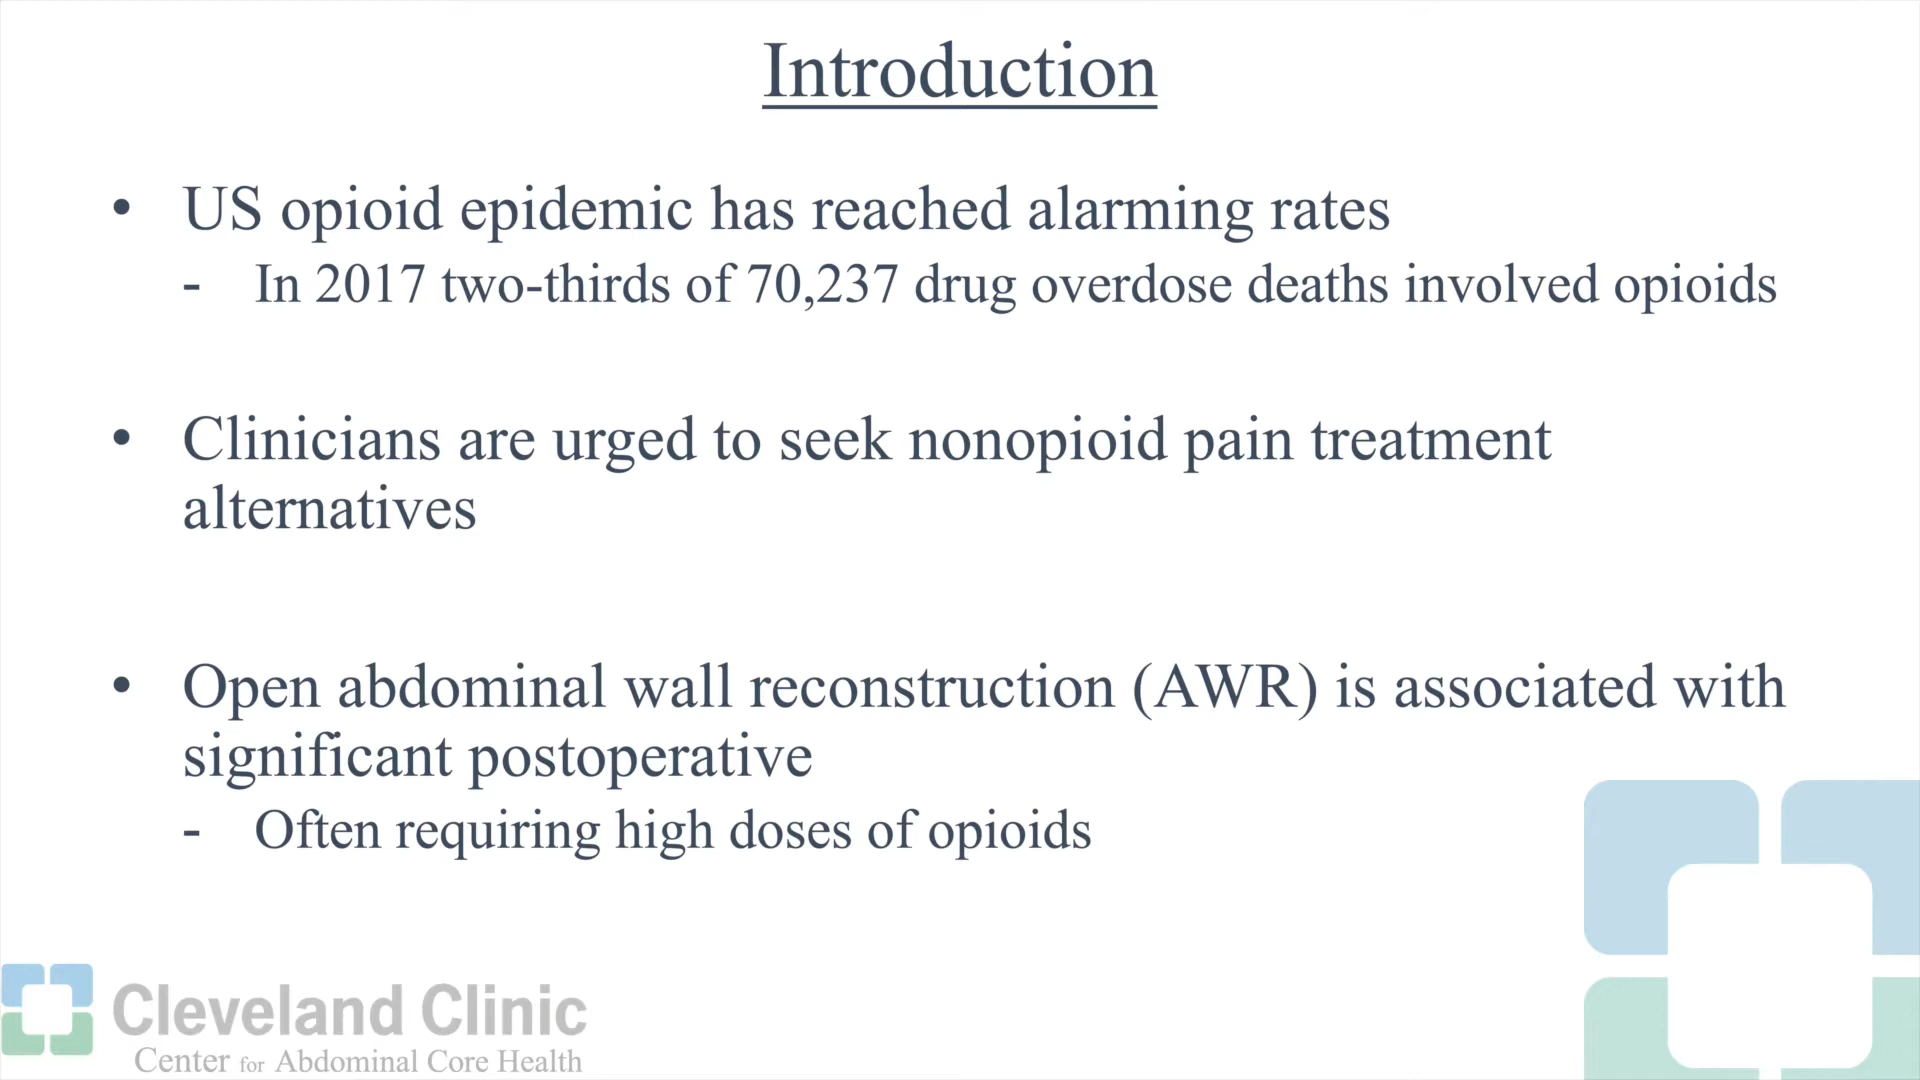 Introduction
• US opioid epidemic has reached alarming rates
- In 2017 two-thirds of 70,237 drug overdose deaths involved opioids
• Clinicians are urged to seek nonopioid pain treatment
alternatives
• Open abdominal wall reconstruction (AWR) is associated with
significant postoperative
- Often requiring high doses of opioids
Cleveland Clinic
Center for Abdominal Core Health